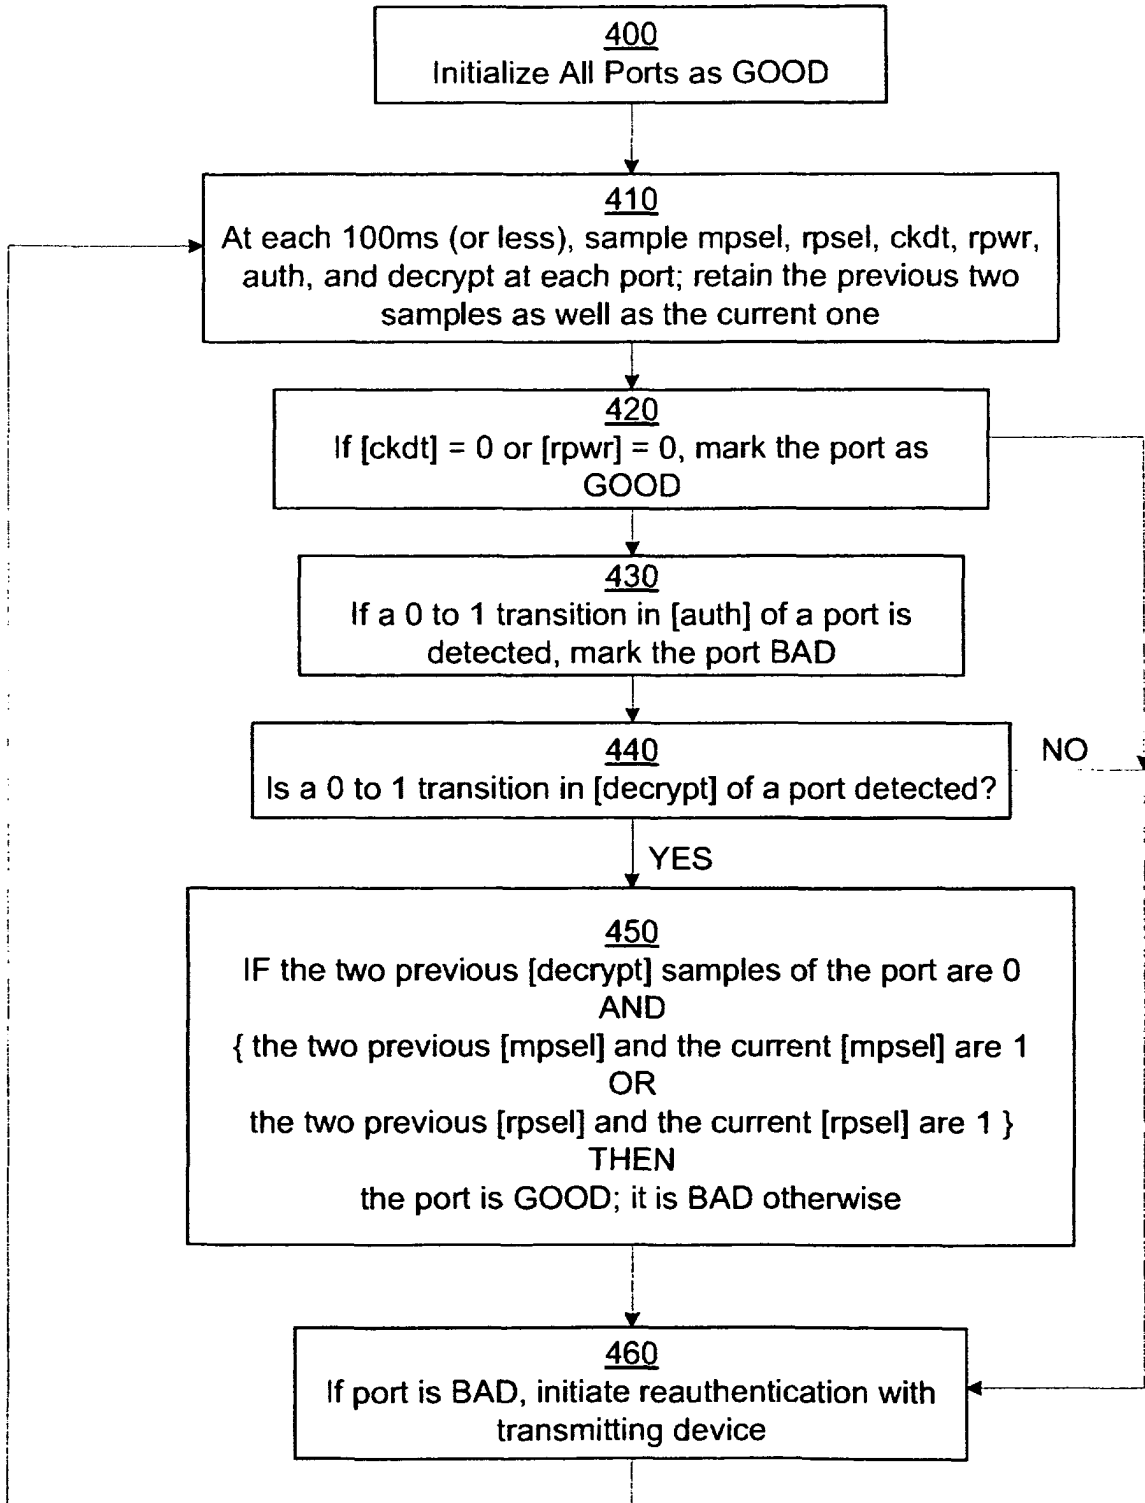 400
Initialize All Ports as GOOD
410
At each 100ms (or less), sample mpsel, rpsel, ckdt, rpwr,
auth, and decrypt at each port; retain the previous two
samples as well as the current one
420
If [ckdt] = 0 or [rpwr] = 0, mark the port as
GOOD
430
If a 0 to 1 transition in [auth] of a port is
detected, mark the port BAD
440
Is a 0 to 1 transition in [decrypt] of a port detected?
NO
YES
450
IF the two previous [decrypt] samples of the port are 0
AND
{ the two previous [mpsel] and the current [mpsel] are 1
OR
the two previous [rpsel] and the current [rpsel] are 1 }
THEN
the port is GOOD; it is BAD otherwise
460
If port is BAD, initiate reauthentication with
transmitting device